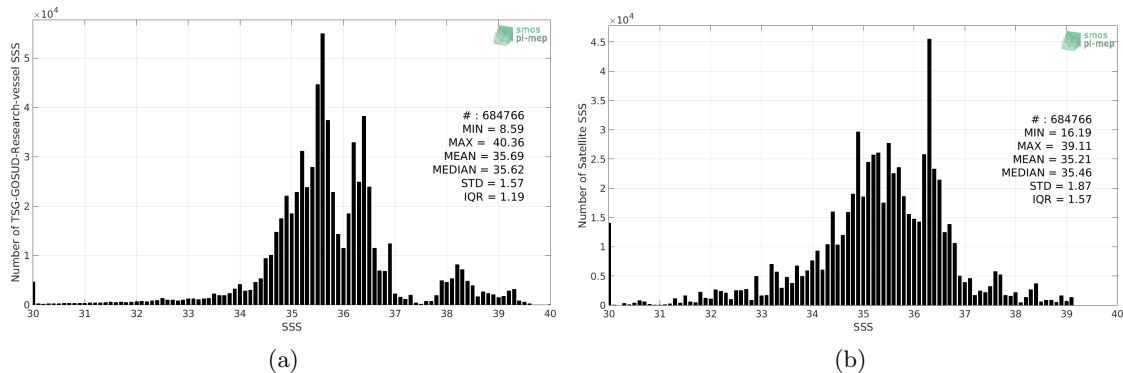 ×10⁴
smos
pi-mep
Number of TSG-GOSUD-Research-vessel SSS
5
4
3
2
1
0
# : 684766
MIN = 8.59
MAX = 40.36
MEAN = 35.69
MEDIAN = 35.62
STD = 1.57
IQR = 1.19
30 31 32 33 34 35 36 37 38 39 40
SSS
(a)
×10⁴
smos
pi-mep
Number of Satellite SSS
4.5
4
3.5
3
2.5
2
1.5
1
0.5
0
# : 684766
MIN = 16.19
MAX = 39.11
MEAN = 35.21
MEDIAN = 35.46
STD = 1.87
IQR = 1.57
30 31 32 33 34 35 36 37 38 39 40
SSS
(b)